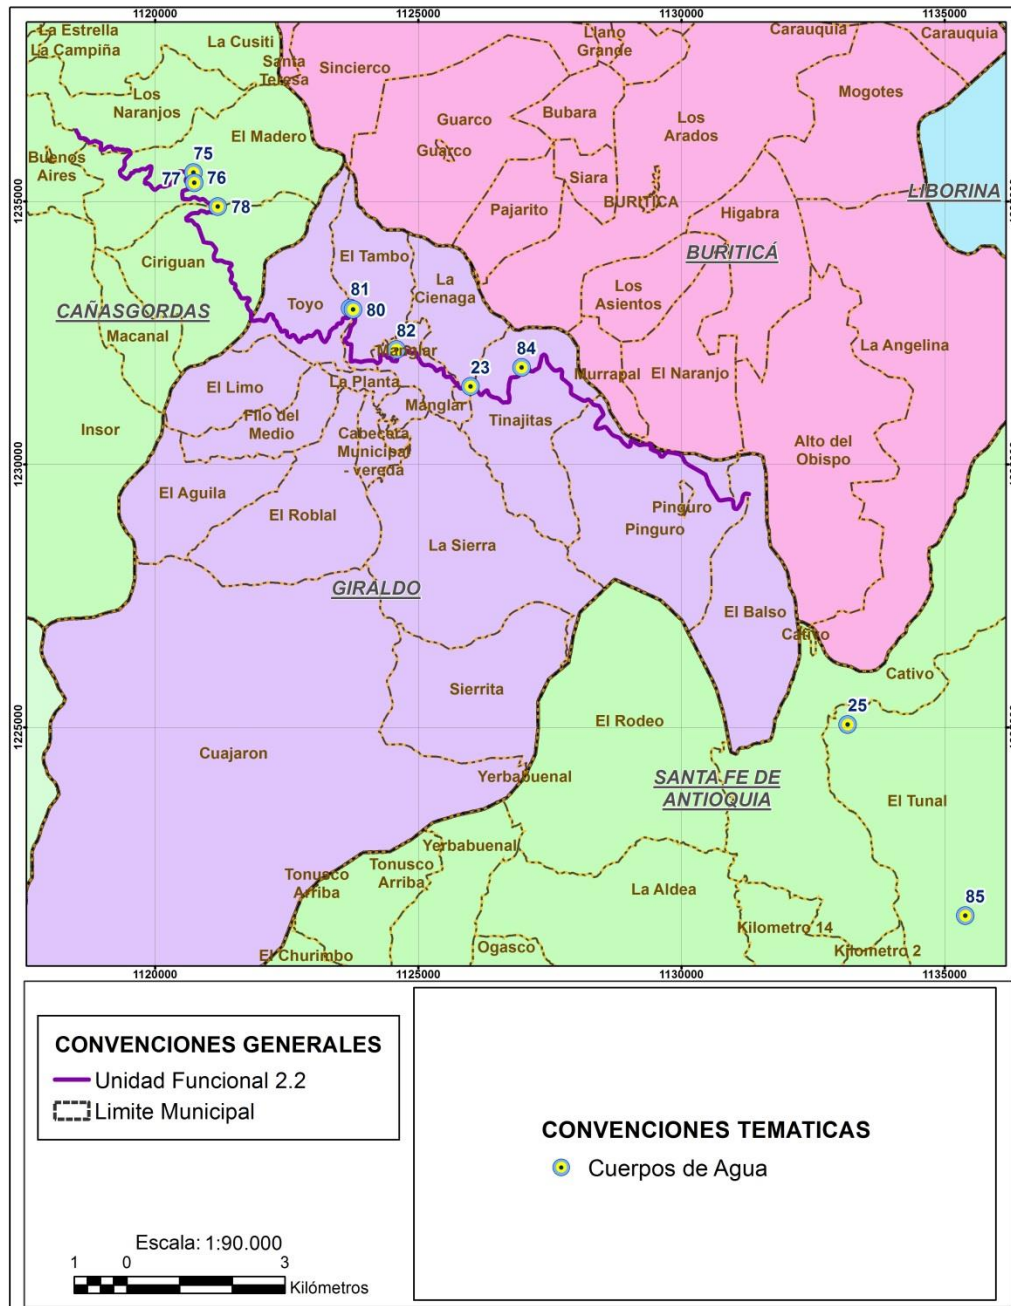 1120000
1125000
1130000
1135000
La Estrella
La Campiña
La Cusiti
Santa
Teresa
Sincierco
Llano
Grande
Carauquia
Carauquia
Los
Naranjos
El Madero
Guarco
Guarco
Bubara
Los
Arados
Mogotes
Buenos
Aires
75
77
76
78
Siara
BURITICA
Pajarito
Higabra
LIBORINA
1235000
Ciriguan
El Tambo
BURITICÁ
La
Cienaga
Toyo
81
80
Los
Asientos
CAÑASGORDAS
Macanal
82
Manglar
84
La Angelina
El Limo
La Planta
23
Murrapal
El Naranjo
Manglar
Filo del
Medio
Tinajitas
Insor
Cabecera
Municipal
- vereda
Alto del
Obispo
1230000
El Aguila
El Roblal
Pinguro
Pinguro
La Sierra
GIRALDO
El Balso
Cativo
Cativo
Sierrita
El Rodeo
25
1225000
Cuajaron
Yerbabuenal
SANTA FE DE
ANTIOQUIA
El Tunal
Yerbabuenal
Tonusco
Arriba
Tonusco
Arriba
La Aldea
85
Kilometro 14
El Churimbo
Ogasco
Kilometro 2
1120000
1125000
1130000
1135000
CONVENCIONES GENERALES
Unidad Funcional 2.2
Limite Municipal
CONVENCIONES TEMATICAS
Cuerpos de Agua
Escala: 1:90.000
1 0 3
Kilómetros